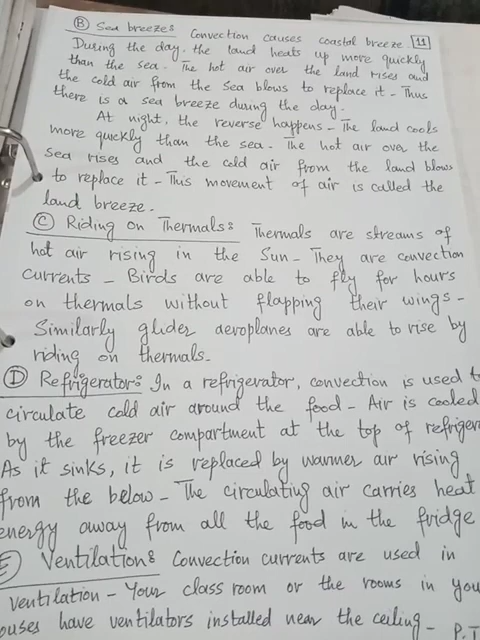 Ⓑ Sea breeze: Convection causes coastal breeze. 11
During the day, the land heats up more quickly
than the sea - The hot air over the land rises and
the cold air from the sea blows to replace it - Thus
there is a sea breeze during the day.
At night, the reverse happens - The land cools
more quickly than the sea. The hot air over the
sea rises and the cold air from the land blows
to replace it - This movement of air is called the
land breeze.
Ⓒ Riding on Thermals: Thermals are streams of
hot air rising in the Sun - They are convection
currents - Birds are able to fly for hours
on thermals without flapping their wings -
Similarly glider aeroplanes are able to rise by
riding on thermals.
Ⓓ Refrigerator: In a refrigerator, convection is used t
circulate cold air around the food - Air is cooled
by the freezer compartment at the top of refriger
As it sinks, it is replaced by warmer air rising
from the below - The circulating air carries heat
energy away from all the food in the fridge
Ⓔ Ventilation: Convection currents are used in
ventilation - Your class room or the rooms in you
ouses have ventilators installed near the ceiling - P.T